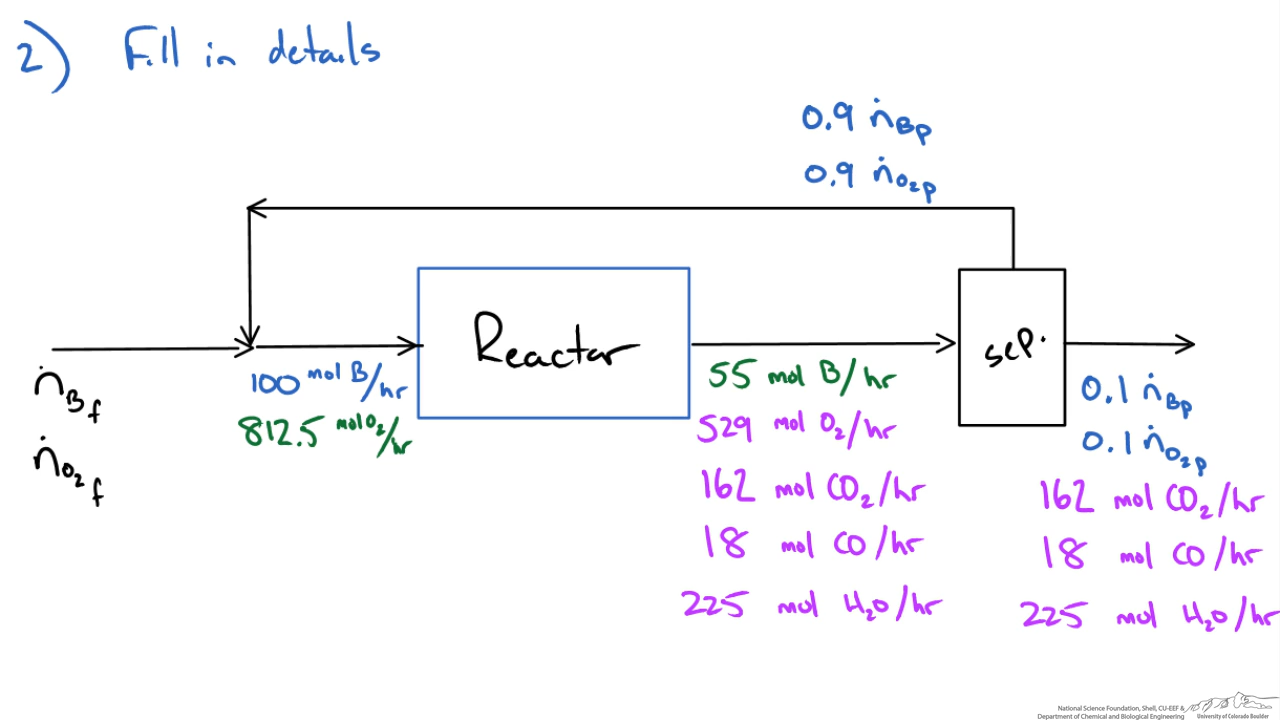 2) Fill in details
0.9 ṅBp
0.9 ṅO₂p
Reactor
sep.
ṅBf
ṅO₂f
100 mol B/hr
812.5 mol O₂/hr
55 mol B/hr
529 mol O₂/hr
162 mol CO₂/hr
18 mol CO/hr
225 mol H₂O/hr
0.1 ṅBp
0.1 ṅO₂p
162 mol CO₂/hr
18 mol CO/hr
225 mol H₂O/hr
National Science Foundation, Shell, CU-EEF &
Department of Chemical and Biological Engineering
University of Colorado Boulder